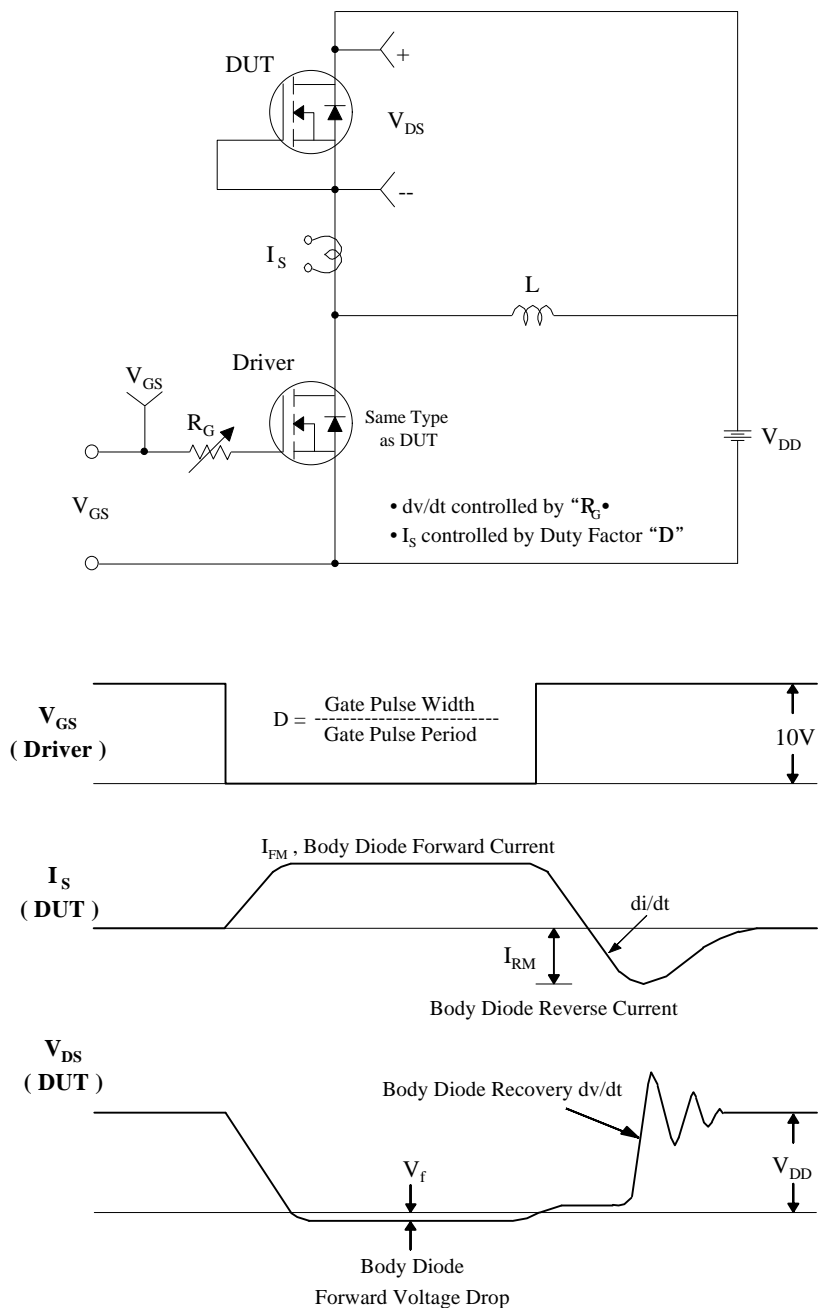 +
DUT
V_DS
--
I_S
L
Driver
V_GS
R_G
Same Type
as DUT
V_DD
V_GS
• dv/dt controlled by “R_G•
• I_S controlled by Duty Factor “D”
V_GS
( Driver )
D = Gate Pulse Width
--------------------------
Gate Pulse Period
10V
I_FM , Body Diode Forward Current
I_S
( DUT )
di/dt
I_RM
Body Diode Reverse Current
V_DS
( DUT )
Body Diode Recovery dv/dt
V_f
V_DD
Body Diode
Forward Voltage Drop